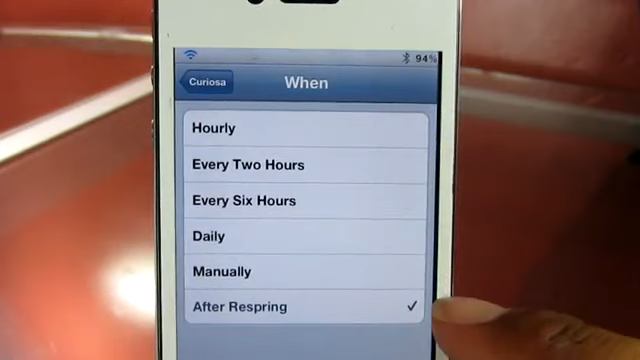 94%
Curiosa
When
Hourly
Every Two Hours
Every Six Hours
Daily
Manually
After Respring